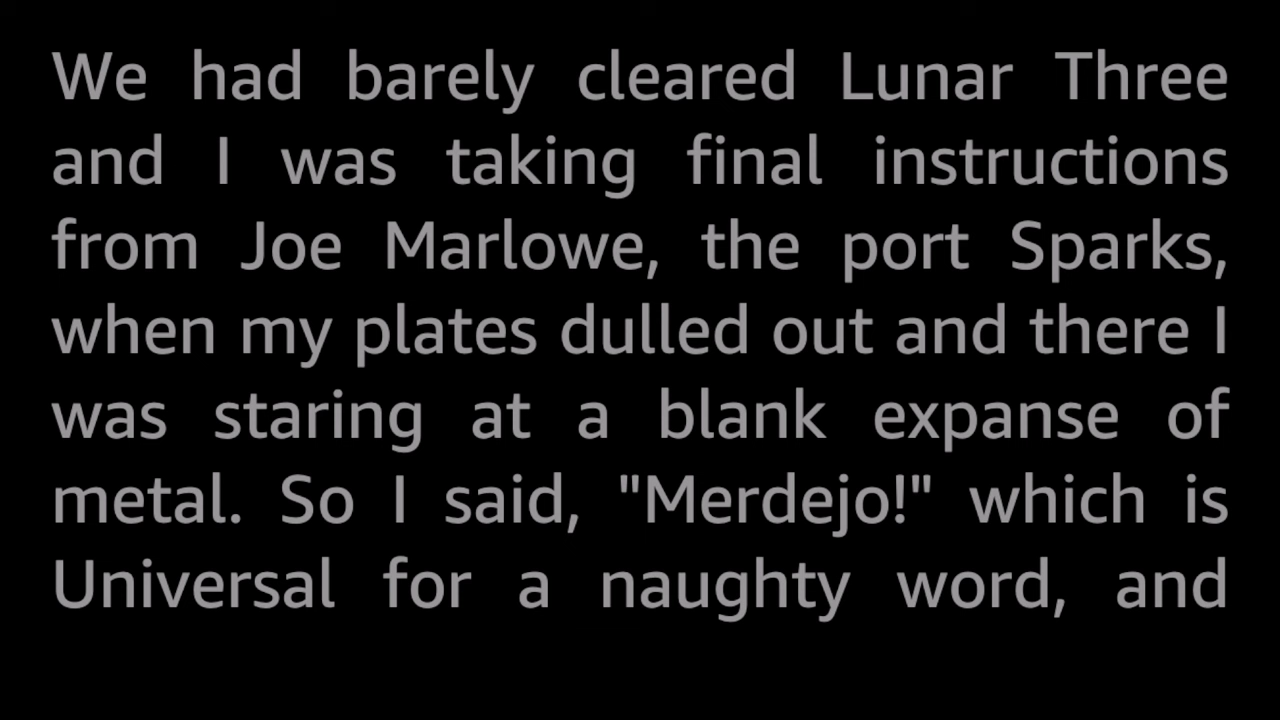 We had barely cleared Lunar Three
and I was taking final instructions
from Joe Marlowe, the port Sparks,
when my plates dulled out and there I
was staring at a blank expanse of
metal. So I said, "Merdejo!" which is
Universal for a naughty word, and